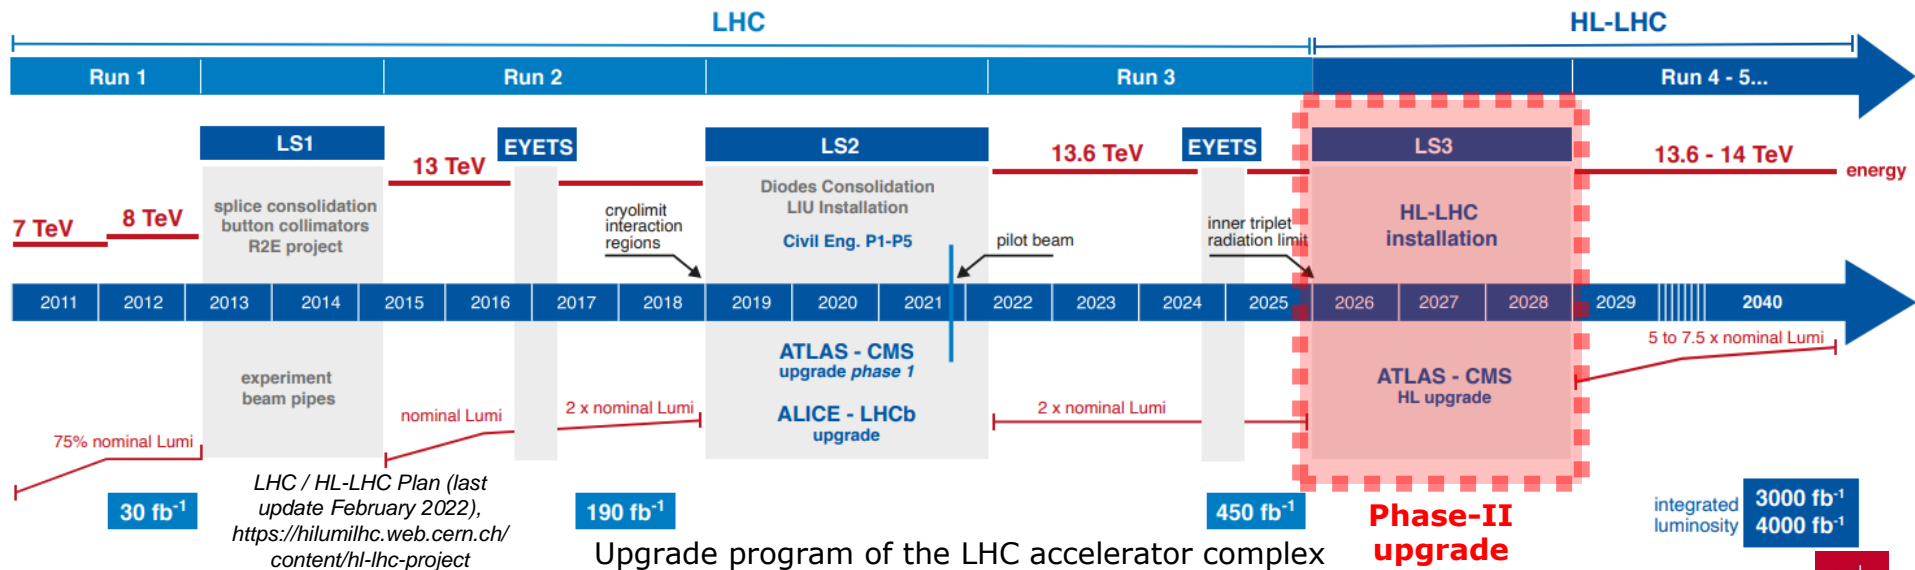 LHC
HL-LHC
Run 1
Run 2
Run 3
Run 4 - 5...
LS1
EYETS
LS2
EYETS
LS3
13 TeV
13.6 TeV
13.6 - 14 TeV
energy
7 TeV
8 TeV
splice consolidation
button collimators
R2E project
cryolimit
interaction
regions
Diodes Consolidation
LIU Installation
Civil Eng. P1-P5
pilot beam
inner triplet
radiation limit
HL-LHC
installation
2011 2012 2013 2014 2015 2016 2017 2018 2019 2020 2021 2022 2023 2024 2025 2026 2027 2028 2029 2040
experiment
beam pipes
ATLAS - CMS
upgrade phase 1
ALICE - LHCb
upgrade
ATLAS - CMS
HL upgrade
5 to 7.5 x nominal Lumi
75% nominal Lumi
nominal Lumi
2 x nominal Lumi
2 x nominal Lumi
30 fb⁻¹
190 fb⁻¹
450 fb⁻¹
integrated
luminosity
3000 fb⁻¹
4000 fb⁻¹
LHC / HL-LHC Plan (last
update February 2022),
https://hilumilhc.web.cern.ch/
content/hl-lhc-project
Upgrade program of the LHC accelerator complex
Phase-II
upgrade